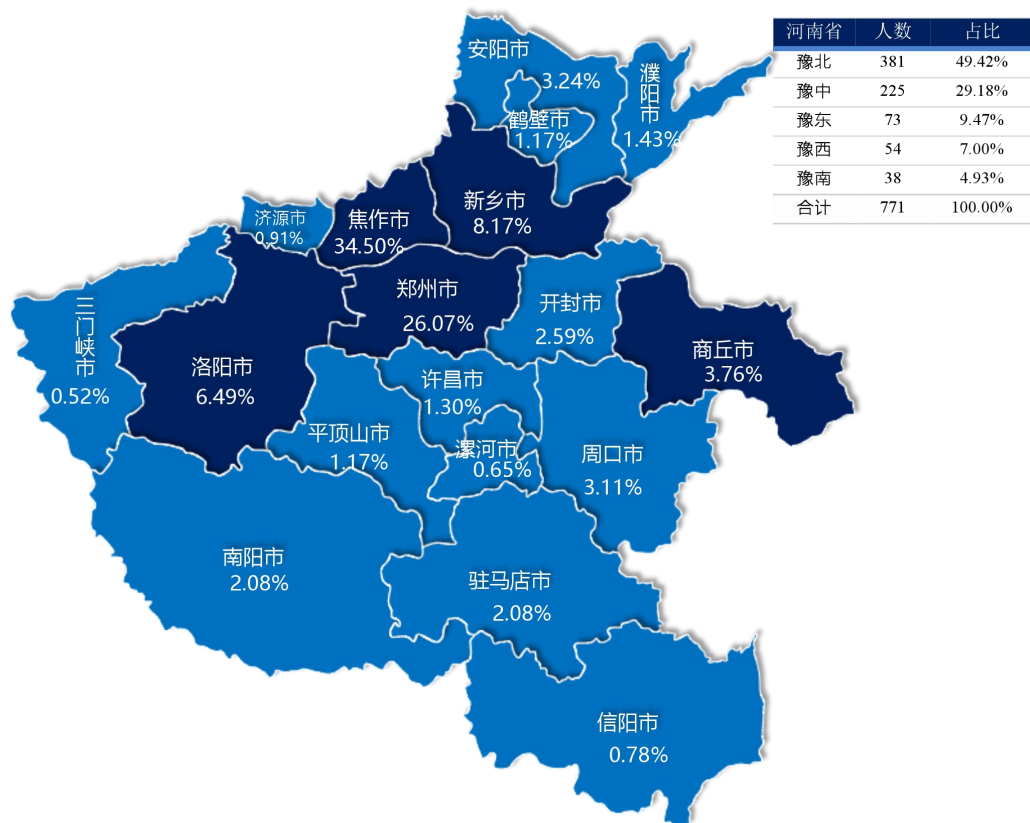 河南省 人数 占比
豫北 381 49.42%
豫中 225 29.18%
豫东 73 9.47%
豫西 54 7.00%
豫南 38 4.93%
合计 771 100.00%
安阳市
3.24%
濮阳市
1.43%
鹤壁市
1.17%
新乡市
8.17%
焦作市
34.50%
济源市
0.91%
郑州市
26.07%
开封市
2.59%
三门峡市
0.52%
洛阳市
6.49%
商丘市
3.76%
许昌市
1.30%
平顶山市
1.17%
漯河市
0.65%
周口市
3.11%
南阳市
2.08%
驻马店市
2.08%
信阳市
0.78%